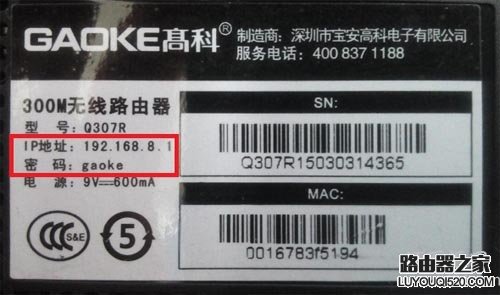 GAOKE高科®
制造商：深圳市宝安高科电子有限公司
服务电话：400 837 1188
300M无线路由器
型 号：Q307R
IP地址：192.168.8.1
密 码：gaoke
电 源：9V⎓600mA
CCC S&E
5
SN:
Q307R15030314365
MAC:
0016783f5194
路由器之家
LUYOUQI520.COM